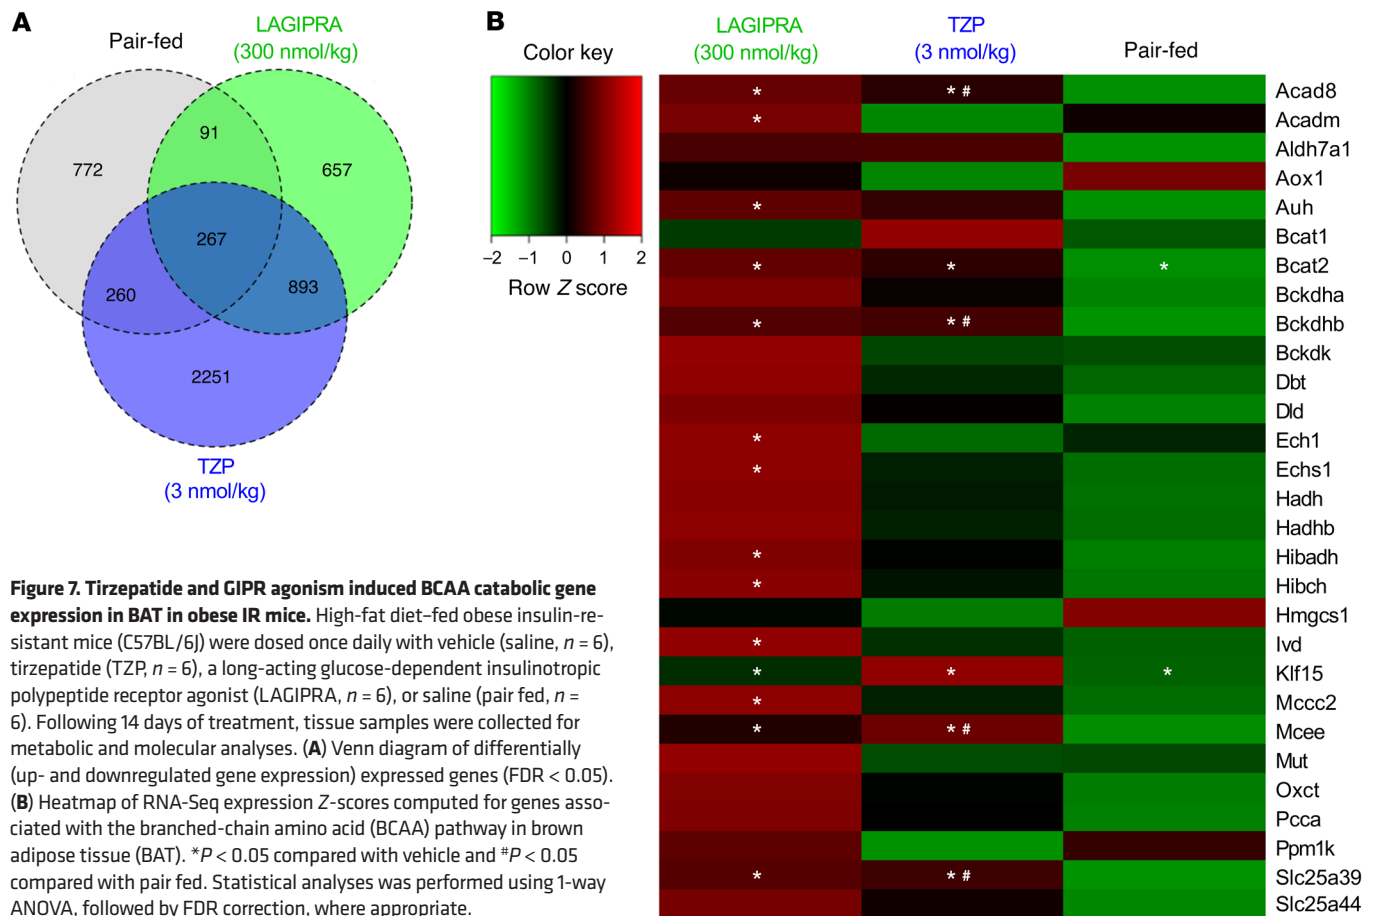 A
Pair-fed
LAGIPRA
(300 nmol/kg)
91
772
657
267
260
893
2251
TZP
(3 nmol/kg)
B
Color key
−2 −1 0 1 2
Row Z score
LAGIPRA
(300 nmol/kg)
TZP
(3 nmol/kg)
Pair-fed
* * # Acad8
* Acadm
Aldh7a1
Aox1
* Auh
Bcat1
* * * Bcat2
Bckdha
* * # Bckdhb
Bckdk
Dbt
Dld
* Ech1
* Echs1
Hadh
Hadhb
* Hibadh
* Hibch
Hmgcs1
* Ivd
* * * Klf15
* Mccc2
* * # Mcee
Mut
Oxct
Pcca
Ppm1k
* * # Slc25a39
Slc25a44
Figure 7. Tirzepatide and GIPR agonism induced BCAA catabolic gene
expression in BAT in obese IR mice. High-fat diet–fed obese insulin-re-
sistant mice (C57BL/6J) were dosed once daily with vehicle (saline, n = 6),
tirzepatide (TZP, n = 6), a long-acting glucose-dependent insulinotropic
polypeptide receptor agonist (LAGIPRA, n = 6), or saline (pair fed, n =
6). Following 14 days of treatment, tissue samples were collected for
metabolic and molecular analyses. (A) Venn diagram of differentially
(up- and downregulated gene expression) expressed genes (FDR < 0.05).
(B) Heatmap of RNA-Seq expression Z-scores computed for genes asso-
ciated with the branched-chain amino acid (BCAA) pathway in brown
adipose tissue (BAT). *P < 0.05 compared with vehicle and #P < 0.05
compared with pair fed. Statistical analyses was performed using 1-way
ANOVA, followed by FDR correction, where appropriate.